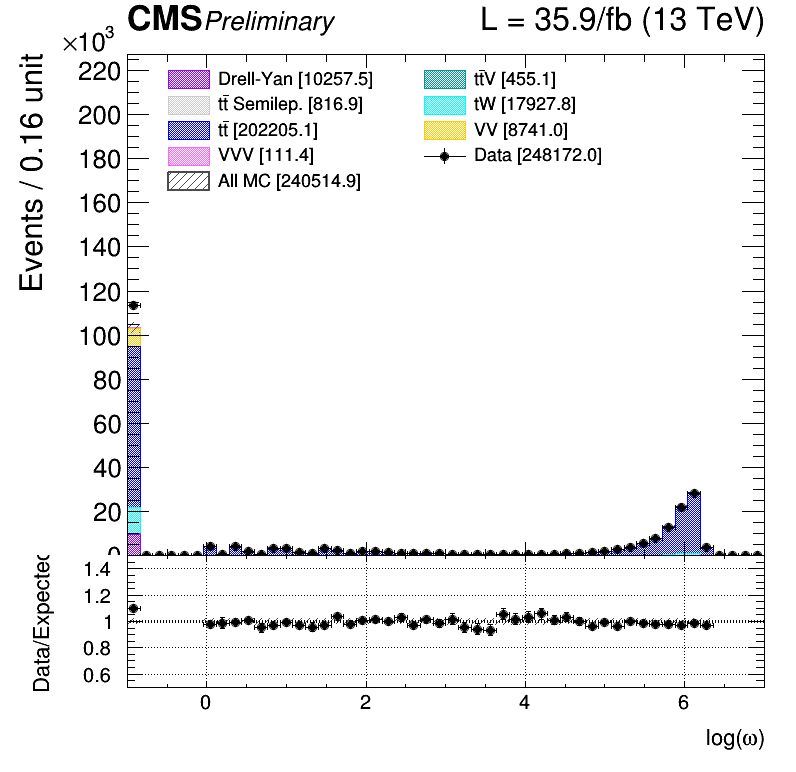 CMS Preliminary L = 35.9/fb (13 TeV)
×10³
Events / 0.16 unit
220
200
180
160
140
120
100
80
60
40
20
0
Drell-Yan [10257.5]
tt̄ Semilep. [816.9]
tt̄ [202205.1]
VVV [111.4]
All MC [240514.9]
tt̄V [455.1]
tW [17927.8]
VV [8741.0]
Data [248172.0]
Data/Expected
1.4
1.2
1
0.8
0.6
0 2 4 6
log(ω)